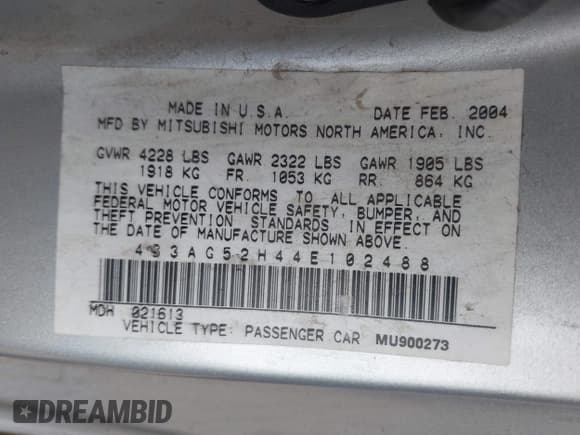 MADE IN U.S.A. DATE FEB. 2004
MFD BY MITSUBISHI MOTORS NORTH AMERICA, INC.
GVWR 4228 LBS GAWR 2322 LBS GAWR 1905 LBS
1918 KG FR. 1053 KG RR. 864 KG
THIS VEHICLE CONFORMS TO ALL APPLICABLE
FEDERAL MOTOR VEHICLE SAFETY, BUMPER, AND
THEFT PREVENTION STANDARDS IN EFFECT ON
THE DATE OF MANUFACTURE SHOWN ABOVE.
4S3AG52H44E102488
MDH 021613
VEHICLE TYPE: PASSENGER CAR MU900273
DREAMBID